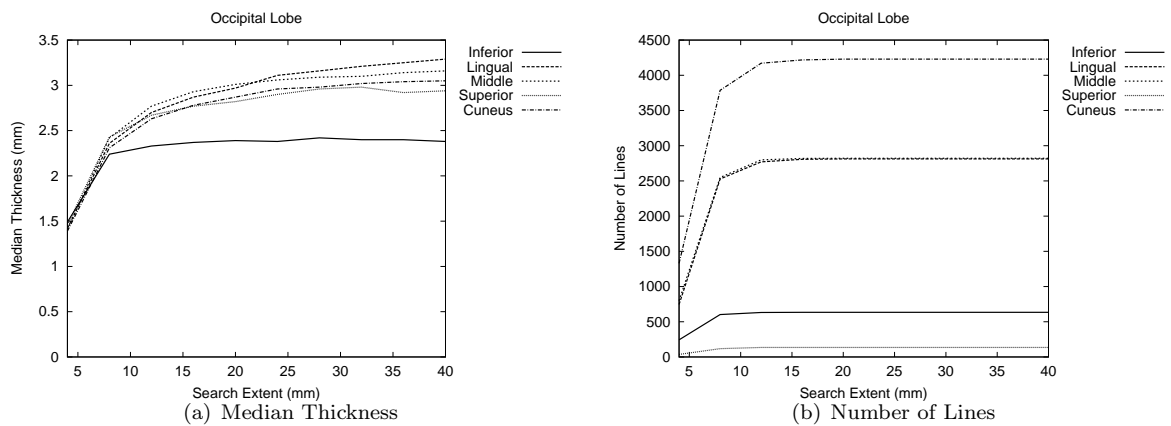 Occipital Lobe
3.5
3
2.5
2
1.5
1
0.5
0
Median Thickness (mm)
5 10 15 20 25 30 35 40
Search Extent (mm)
Inferior
Lingual
Middle
Superior
Cuneus
(a) Median Thickness
Occipital Lobe
4500
4000
3500
3000
2500
2000
1500
1000
500
0
Number of Lines
5 10 15 20 25 30 35 40
Search Extent (mm)
Inferior
Lingual
Middle
Superior
Cuneus
(b) Number of Lines